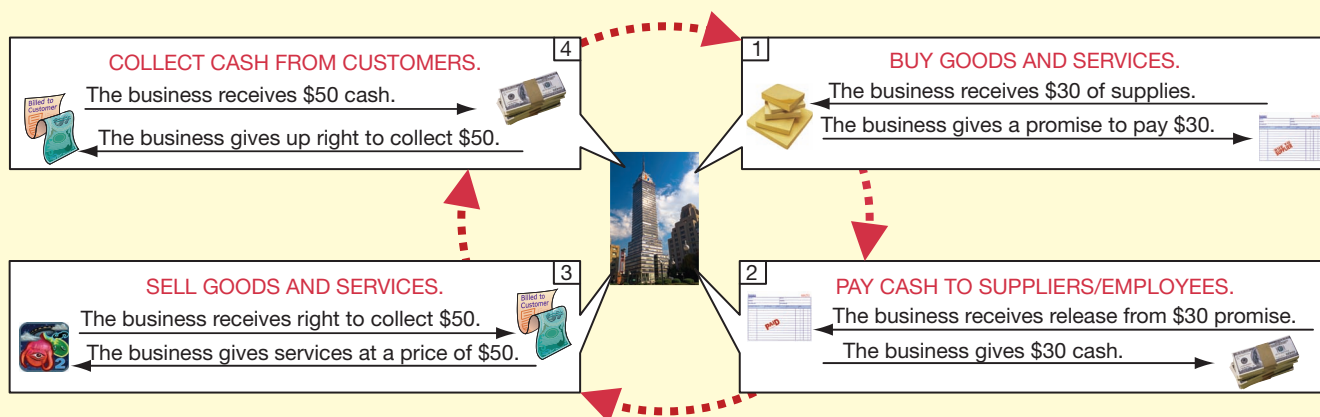 4
COLLECT CASH FROM CUSTOMERS.
Billed to
Customer
The business receives $50 cash.
The business gives up right to collect $50.
1
BUY GOODS AND SERVICES.
The business receives $30 of supplies.
The business gives a promise to pay $30.
3
SELL GOODS AND SERVICES.
Billed to
Customer
The business receives right to collect $50.
The business gives services at a price of $50.
2
2
PAY CASH TO SUPPLIERS/EMPLOYEES.
PAID
The business receives release from $30 promise.
The business gives $30 cash.